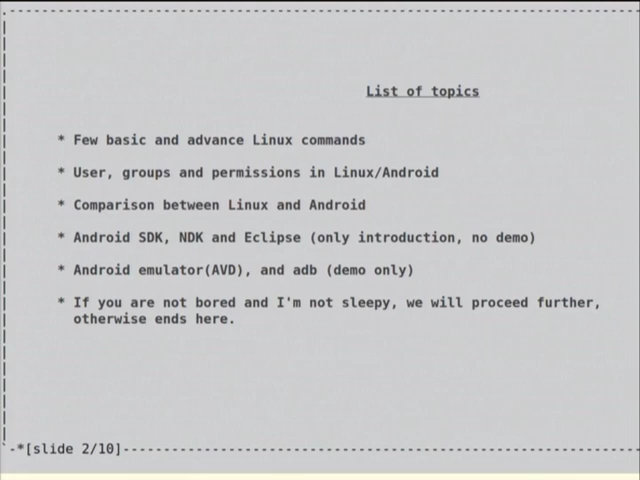 List of topics
* Few basic and advance Linux commands
* User, groups and permissions in Linux/Android
* Comparison between Linux and Android
* Android SDK, NDK and Eclipse (only introduction, no demo)
* Android emulator(AVD), and adb (demo only)
* If you are not bored and I'm not sleepy, we will proceed further,
otherwise ends here.
-*[slide 2/10]